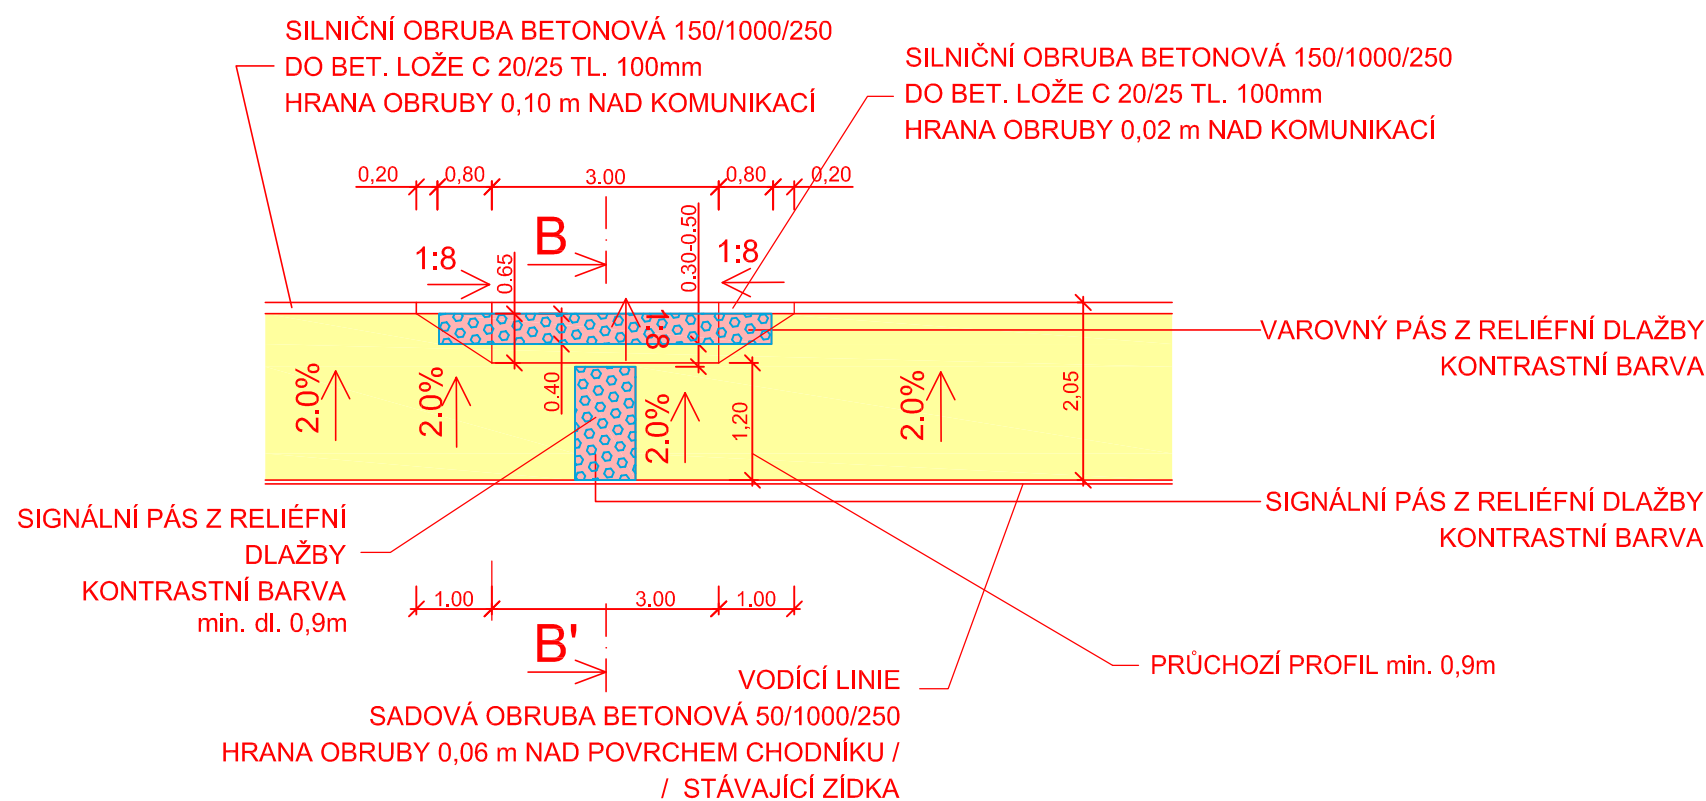 SILNIČNÍ OBRUBA BETONOVÁ 150/1000/250
DO BET. LOŽE C 20/25 TL. 100mm
HRANA OBRUBY 0,10 m NAD KOMUNIKACÍ
SILNIČNÍ OBRUBA BETONOVÁ 150/1000/250
DO BET. LOŽE C 20/25 TL. 100mm
HRANA OBRUBY 0,02 m NAD KOMUNIKACÍ
0,20
0,80
3.00
0,80
0,20
B
1:8
0.65
0.30-0.50
1:8
1:8
VAROVNÝ PÁS Z RELIÉFNÍ DLAŽBY
KONTRASTNÍ BARVA
2.0%
2.0%
0.40
2.0%
1,20
2.0%
2,05
SIGNÁLNÍ PÁS Z RELIÉFNÍ DLAŽBY
KONTRASTNÍ BARVA
SIGNÁLNÍ PÁS Z RELIÉFNÍ
DLAŽBY
KONTRASTNÍ BARVA
min. dl. 0,9m
1.00
3.00
1.00
B'
PRŮCHOZÍ PROFIL min. 0,9m
VODÍCÍ LINIE
SADOVÁ OBRUBA BETONOVÁ 50/1000/250
HRANA OBRUBY 0,06 m NAD POVRCHEM CHODNÍKU /
/ STÁVAJÍCÍ ZÍDKA